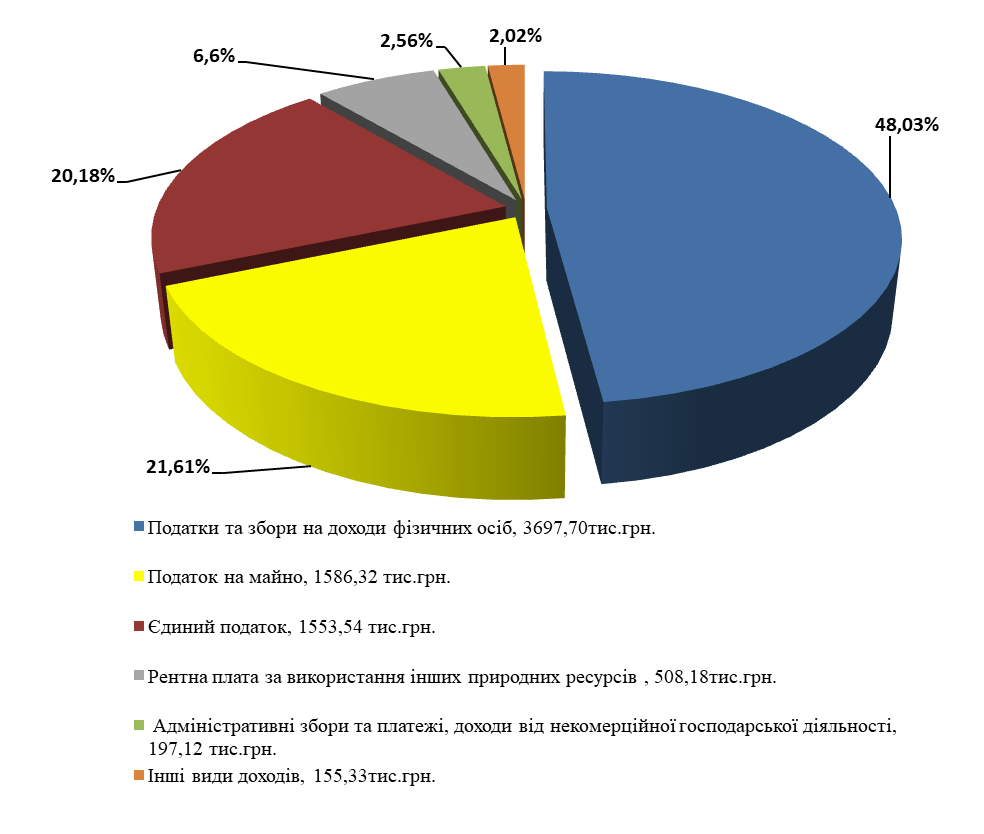 2,02%
2,56%
6,6%
48,03%
20,18%
21,61%
Податки та збори на доходи фізичних осіб, 3697,70тис.грн.
Податок на майно, 1586,32 тис.грн.
Єдиний податок, 1553,54 тис.грн.
Рентна плата за використання інших природних ресурсів , 508,18тис.грн.
Адміністративні збори та платежі, доходи від некомерційної господарської діяльності,
197,12 тис.грн.
Інші види доходів, 155,33тис.грн.